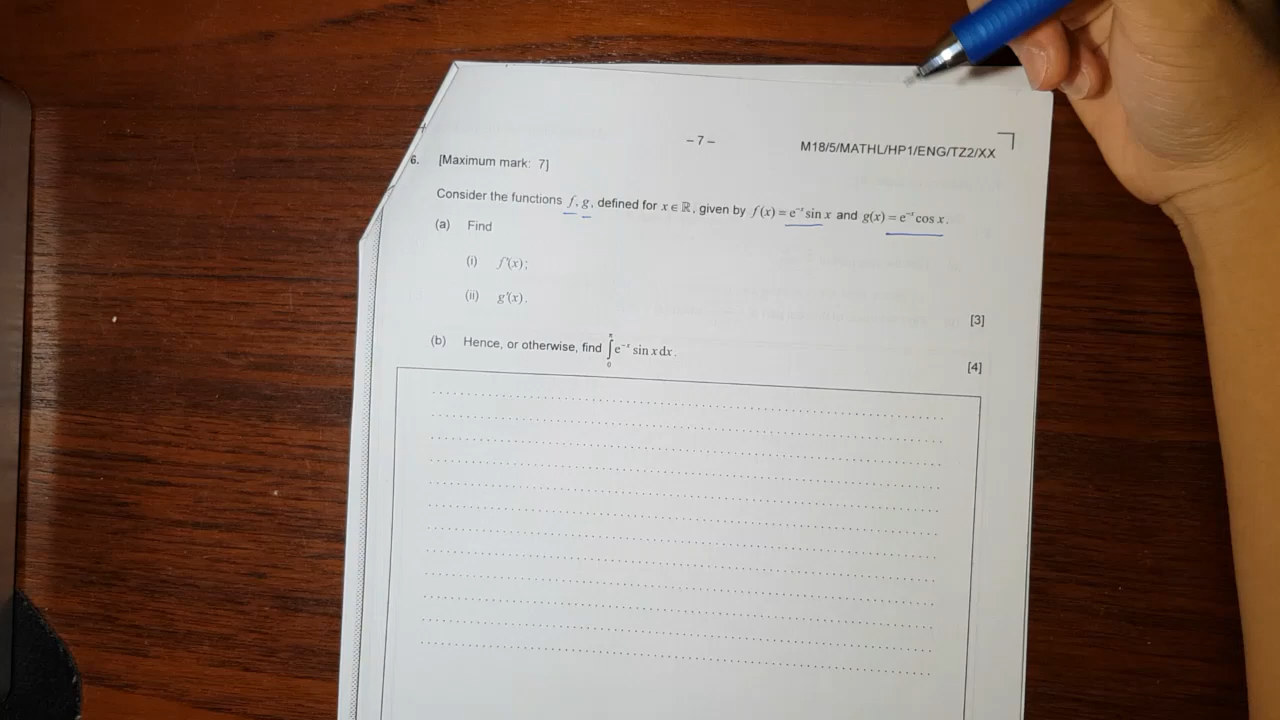 – 7 –
M18/5/MATHL/HP1/ENG/TZ2/XX
6. [Maximum mark: 7]
Consider the functions f, g, defined for x ∈ ℝ, given by f(x) = e⁻ˣ sin x and g(x) = e⁻ˣ cos x.
(a) Find
(i) f′(x);
(ii) g′(x).
[3]
(b) Hence, or otherwise, find ∫₀^π e⁻ˣ sin x dx.
[4]